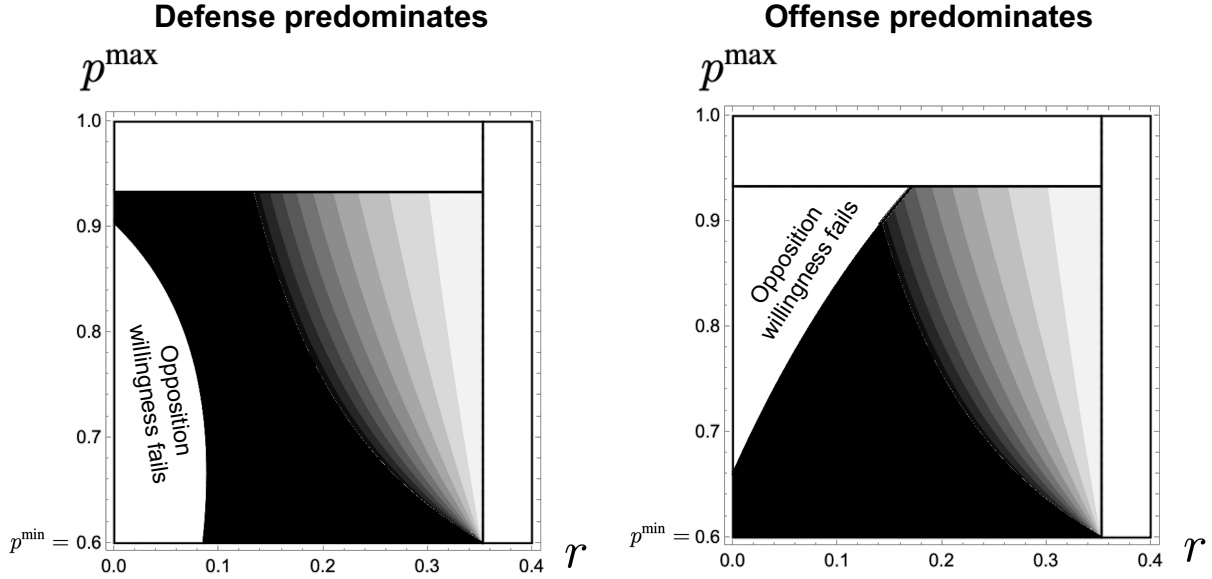 Defense predominates
p^max
1.0
0.9
0.8
0.7
p^min = 0.6
0.0 0.1 0.2 0.3 0.4
r
Opposition
willingness fails
Offense predominates
p^max
1.0
0.9
0.8
0.7
p^min = 0.6
0.0 0.1 0.2 0.3 0.4
r
Opposition
willingness fails